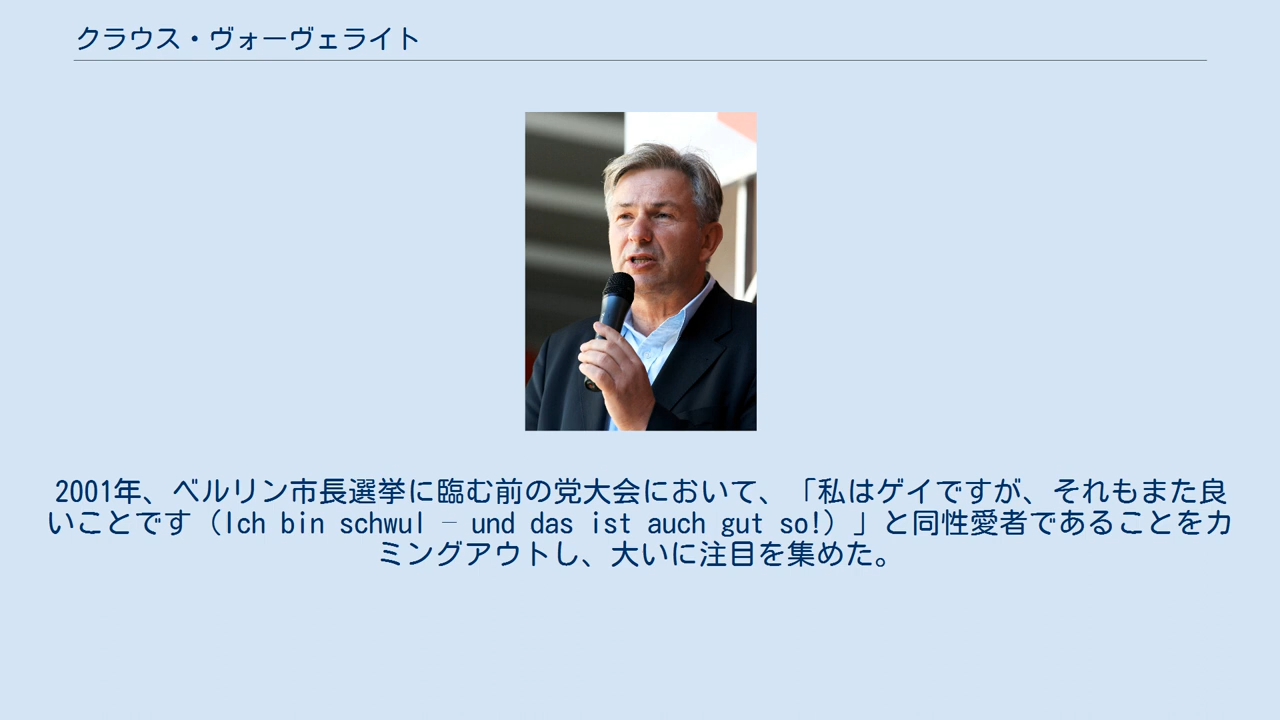 クラウス・ヴォーヴェライト
2001年、ベルリン市長選挙に臨む前の党大会において、「私はゲイですが、それもまた良
いことです（Ich bin schwul – und das ist auch gut so!）」と同性愛者であることをカ
ミングアウトし、大いに注目を集めた。